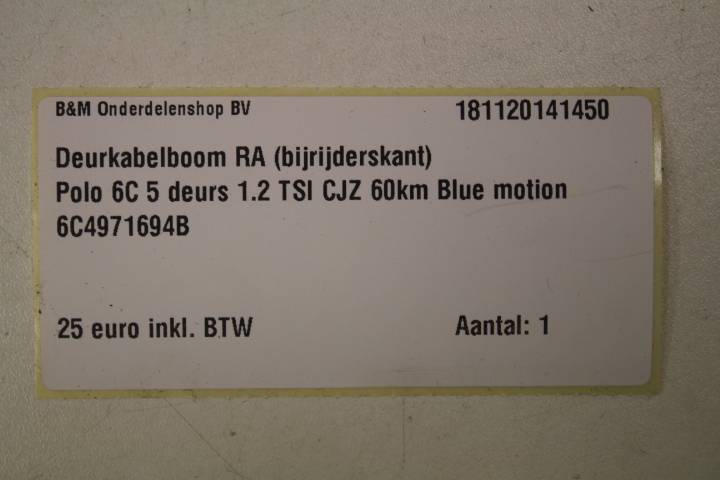 B&M Onderdelenshop BV 181120141450
Deurkabelboom RA (bijrijderskant)
Polo 6C 5 deurs 1.2 TSI CJZ 60km Blue motion
6C4971694B
25 euro inkl. BTW Aantal: 1